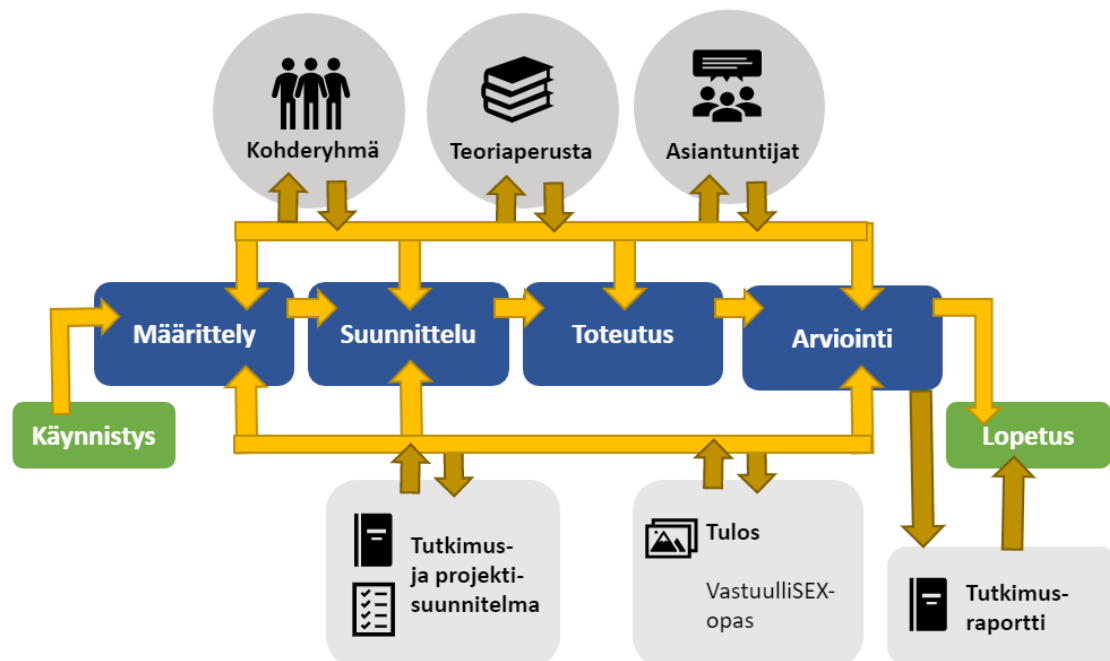 Kohderyhmä
Teoriaperusta
Asiantuntijat
Määrittely
Suunnittelu
Toteutus
Arviointi
Käynnistys
Lopetus
Tutkimus-
ja projekti-
suunnitelma
Tulos
VastuulliSEX-
opas
Tutkimus-
raportti